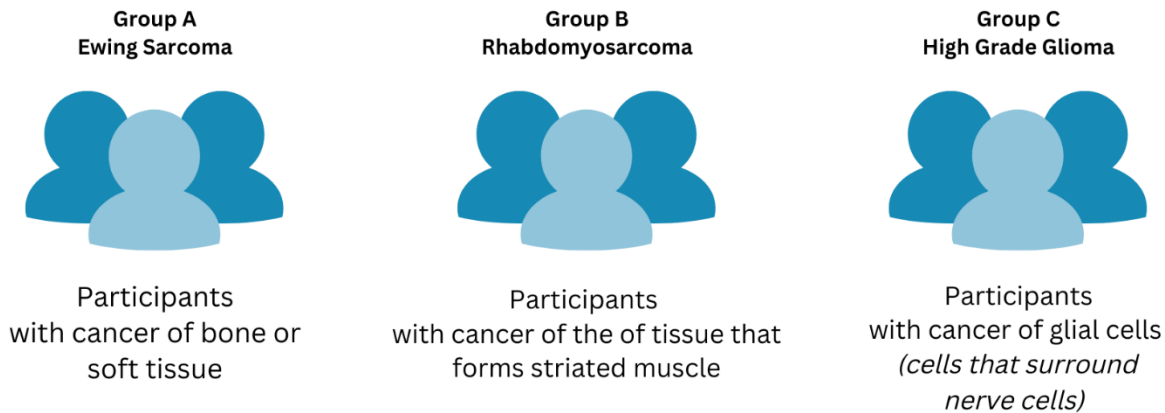 Group A
Ewing Sarcoma
Participants
with cancer of bone or
soft tissue
Group B
Rhabdomyosarcoma
Participants
with cancer of the of tissue that
forms striated muscle
Group C
High Grade Glioma
Participants
with cancer of glial cells
(cells that surround
nerve cells)